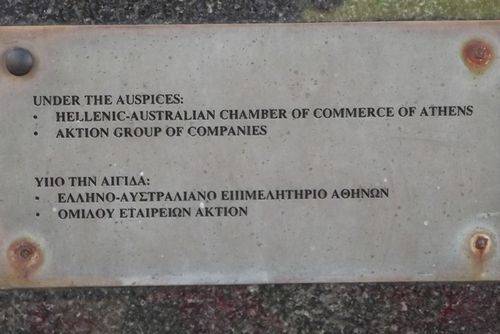 UNDER THE AUSPICES:
• HELLENIC-AUSTRALIAN CHAMBER OF COMMERCE OF ATHENS
• AKTION GROUP OF COMPANIES
ΥΠΟ ΤΗΝ ΑΙΓΙΔΑ:
• ΕΛΛΗΝΟ-ΑΥΣΤΡΑΛΙΑΝΟ ΕΠΙΜΕΛΗΤΗΡΙΟ ΑΘΗΝΩΝ
• ΟΜΙΛΟΥ ΕΤΑΙΡΕΙΩΝ ΑΚΤΙΟΝ